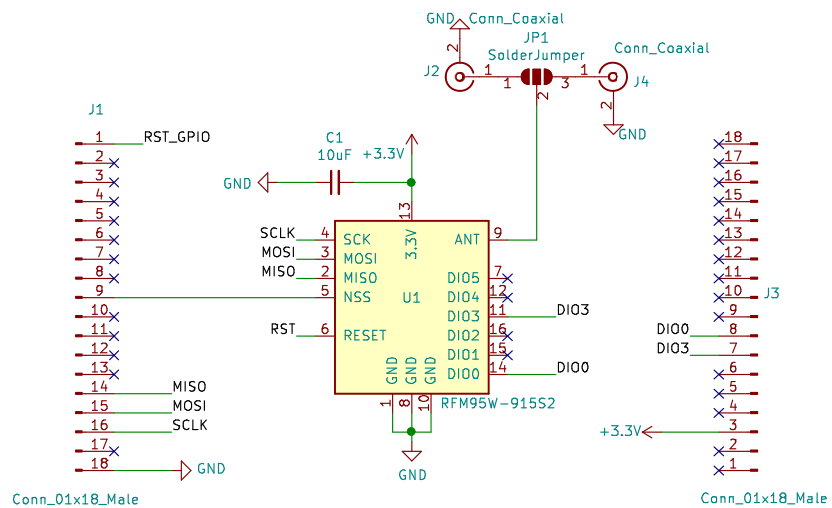 GND
Conn_Coaxial
JP1
SolderJumper
Conn_Coaxial
2
J2
1
1
2
3
1
J4
2
GND
J1
1 RST_GPIO
2
3
4
5
6
7
8
9
10
11
12
13
14 MISO
15 MOSI
16 SCLK
17
18 GND
Conn_01x18_Male
C1
10uF
+3.3V
GND
13
3.3V
SCLK 4 SCK
MOSI 3 MOSI
MISO 2 MISO
5 NSS
RST 6 RESET
U1
ANT 9
DIO5 7
DIO4 12
DIO3 11 DIO3
DIO2 16
DIO1 15
DIO0 14 DIO0
GND GND GND
1 8 10
RFM95W-915S2
GND
18
17
16
15
14
13
12
11
10
J3
9
DIO0 8
DIO3 7
6
5
4
+3.3V 3
2
1
Conn_01x18_Male